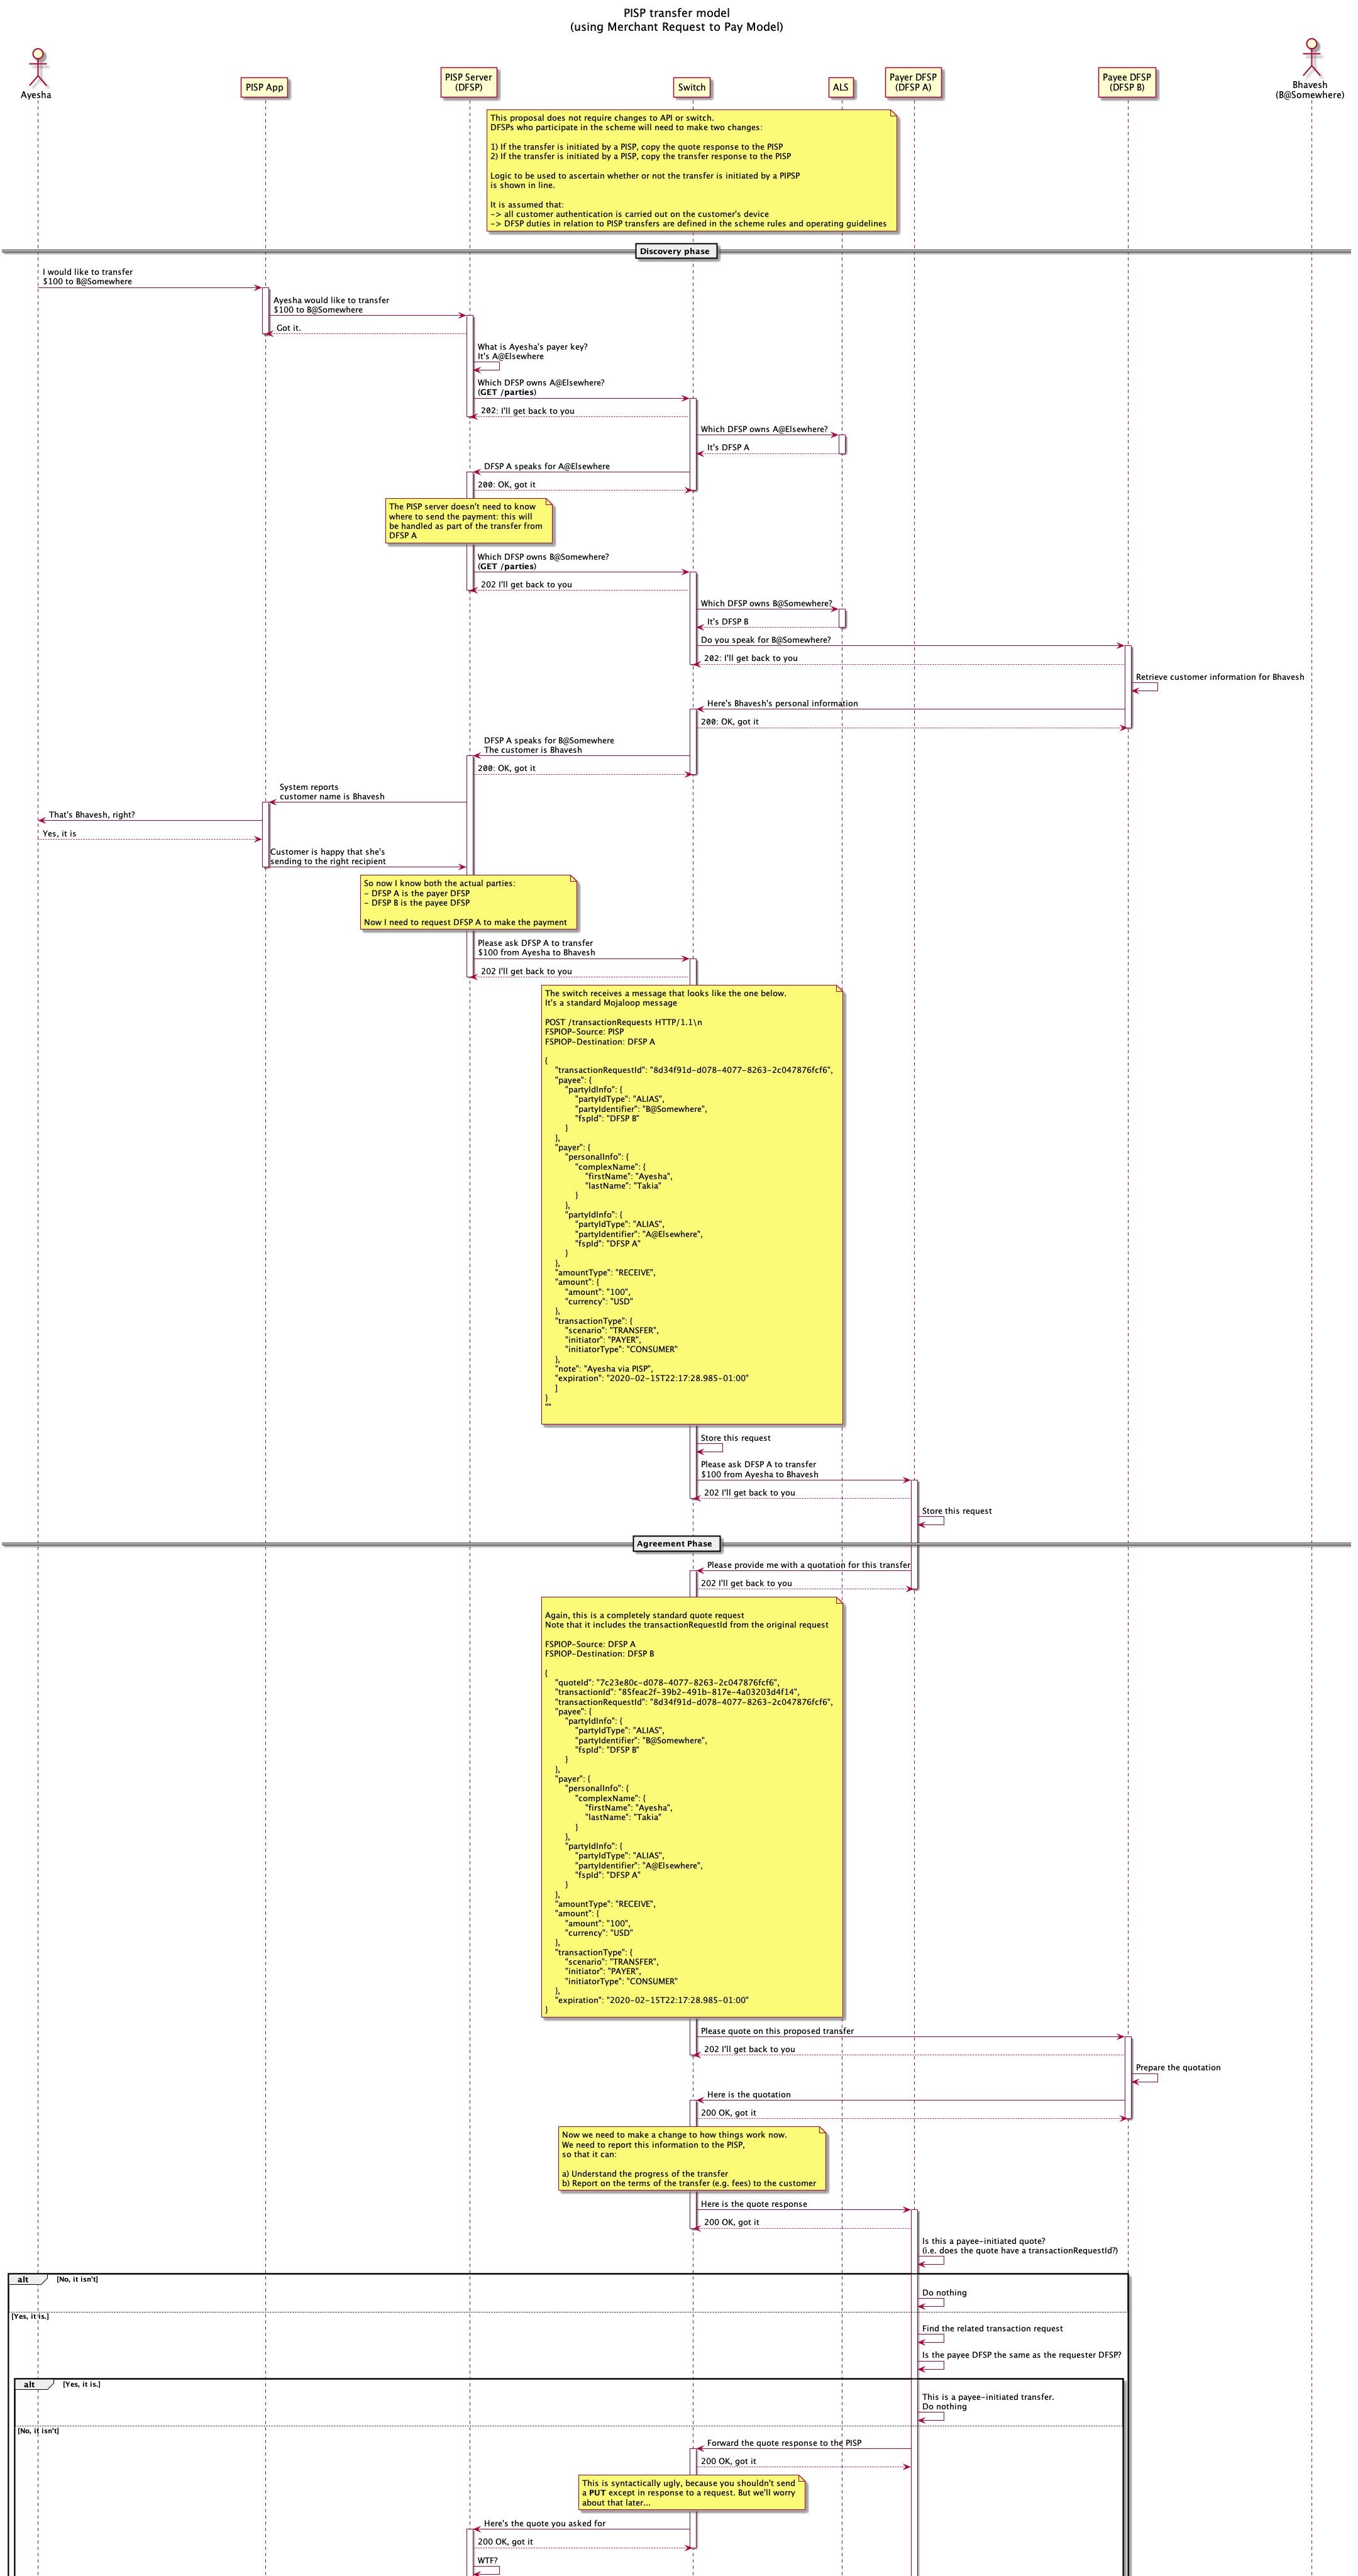 PISP transfer model
(using Merchant Request to Pay Model)
Ayesha
PISP App
PISP Server
(DFSP)
Switch
ALS
Payer DFSP
(DFSP A)
Payee DFSP
(DFSP B)
Bhavesh
(B@Somewhere)
This proposal does not require changes to API or switch.
DFSPs who participate in the scheme will need to make two changes:
1) If the transfer is initiated by a PISP, copy the quote response to the PISP
2) If the transfer is initiated by a PISP, copy the transfer response to the PISP
Logic to be used to ascertain whether or not the transfer is initiated by a PIPSP
is shown in line.
It is assumed that:
-> all customer authentication is carried out on the customer's device
-> DFSP duties in relation to PISP transfers are defined in the scheme rules and operating guidelines
Discovery phase
I would like to transfer
$100 to B@Somewhere
Ayesha would like to transfer
$100 to B@Somewhere
Got it.
What is Ayesha's payer key?
It's A@Elsewhere
Which DFSP owns A@Elsewhere?
(GET /parties)
202: I'll get back to you
Which DFSP owns A@Elsewhere?
It's DFSP A
DFSP A speaks for A@Elsewhere
200: OK, got it
The PISP server doesn't need to know
where to send the payment: this will
be handled as part of the transfer from
DFSP A
Which DFSP owns B@Somewhere?
(GET /parties)
202 I'll get back to you
Which DFSP owns B@Somewhere?
It's DFSP B
Do you speak for B@Somewhere?
202: I'll get back to you
Retrieve customer information for Bhavesh
Here's Bhavesh's personal information
200: OK, got it
DFSP A speaks for B@Somewhere
The customer is Bhavesh
200: OK, got it
System reports
customer name is Bhavesh
That's Bhavesh, right?
Yes, it is
Customer is happy that she's
sending to the right recipient
So now I know both the actual parties:
- DFSP A is the payer DFSP
- DFSP B is the payee DFSP
Now I need to request DFSP A to make the payment
Please ask DFSP A to transfer
$100 from Ayesha to Bhavesh
202 I'll get back to you
The switch receives a message that looks like the one below.
It's a standard Mojaloop message
POST /transactionRequests HTTP/1.1\n
FSPIOP-Source: PISP
FSPIOP-Destination: DFSP A
{
"transactionRequestId": "8d34f91d-d078-4077-8263-2c047876fcf6",
"payee": {
"partyIdInfo": {
"partyIdType": "ALIAS",
"partyIdentifier": "B@Somewhere",
"fspId": "DFSP B"
}
},
"payer": {
"personalInfo": {
"complexName": {
"firstName": "Ayesha",
"lastName": "Takia"
}
},
"partyIdInfo": {
"partyIdType": "ALIAS",
"partyIdentifier": "A@Elsewhere",
"fspId": "DFSP A"
}
},
"amountType": "RECEIVE",
"amount": {
"amount": "100",
"currency": "USD"
},
"transactionType": {
"scenario": "TRANSFER",
"initiator": "PAYER",
"initiatorType": "CONSUMER"
},
"note": "Ayesha via PISP",
"expiration": "2020-02-15T22:17:28.985-01:00"
]
}
""
Store this request
Please ask DFSP A to transfer
$100 from Ayesha to Bhavesh
202 I'll get back to you
Store this request
Agreement Phase
Please provide me with a quotation for this transfer
202 I'll get back to you
Again, this is a completely standard quote request
Note that it includes the transactionRequestId from the original request
FSPIOP-Source: DFSP A
FSPIOP-Destination: DFSP B
{
"quoteId": "7c23e80c-d078-4077-8263-2c047876fcf6",
"transactionId": "85feac2f-39b2-491b-817e-4a03203d4f14",
"transactionRequestId": "8d34f91d-d078-4077-8263-2c047876fcf6",
"payee": {
"partyIdInfo": {
"partyIdType": "ALIAS",
"partyIdentifier": "B@Somewhere",
"fspId": "DFSP B"
}
},
"payer": {
"personalInfo": {
"complexName": {
"firstName": "Ayesha",
"lastName": "Takia"
}
},
"partyIdInfo": {
"partyIdType": "ALIAS",
"partyIdentifier": "A@Elsewhere",
"fspId": "DFSP A"
}
},
"amountType": "RECEIVE",
"amount": {
"amount": "100",
"currency": "USD"
},
"transactionType": {
"scenario": "TRANSFER",
"initiator": "PAYER",
"initiatorType": "CONSUMER"
},
"expiration": "2020-02-15T22:17:28.985-01:00"
}
Please quote on this proposed transfer
202 I'll get back to you
Prepare the quotation
Here is the quotation
200 OK, got it
Now we need to make a change to how things work now.
We need to report this information to the PISP,
so that it can:
a) Understand the progress of the transfer
b) Report on the terms of the transfer (e.g. fees) to the customer
Here is the quote response
200 OK, got it
Is this a payee-initiated quote?
(i.e. does the quote have a transactionRequestId?)
alt [No, it isn't]
Do nothing
[Yes, it is.]
Find the related transaction request
Is the payee DFSP the same as the requester DFSP?
alt [Yes, it is.]
This is a payee-initiated transfer.
Do nothing
[No, it isn't]
Forward the quote response to the PISP
200 OK, got it
This is syntactically ugly, because you shouldn't send
a PUT except in response to a request. But we'll worry
about that later...
Here's the quote you asked for
200 OK, got it
WTF?